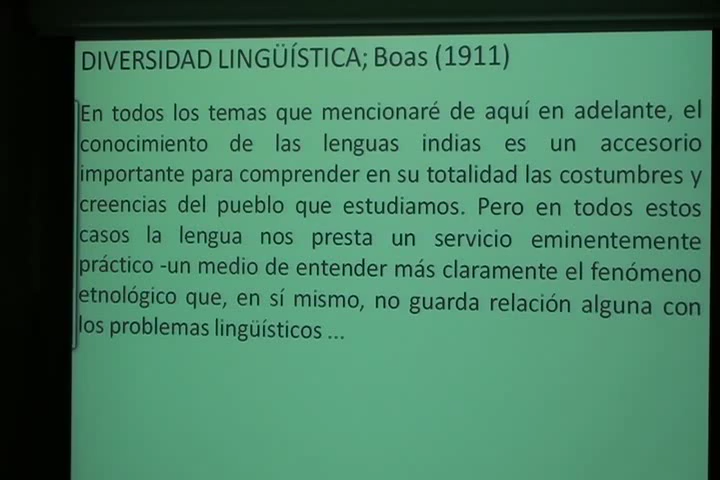 DIVERSIDAD LINGÜÍSTICA; Boas (1911)
En todos los temas que mencionaré de aquí en adelante, el
conocimiento de las lenguas indias es un accesorio
importante para comprender en su totalidad las costumbres y
creencias del pueblo que estudiamos. Pero en todos estos
casos la lengua nos presta un servicio eminentemente
práctico -un medio de entender más claramente el fenómeno
etnológico que, en sí mismo, no guarda relación alguna con
los problemas lingüísticos ...